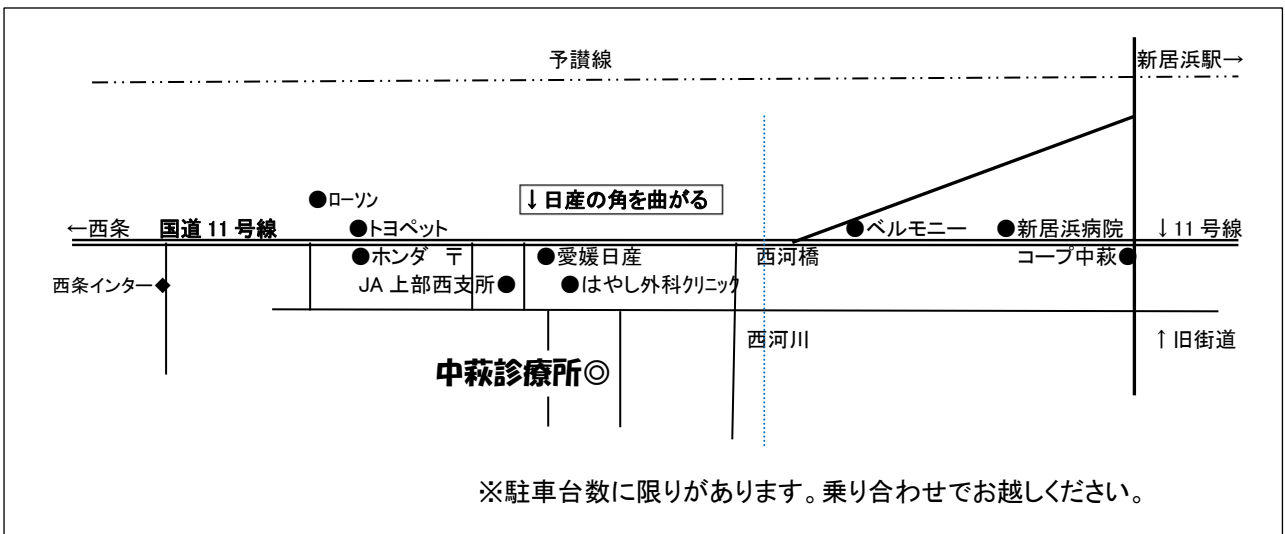 予讃線
新居浜駅→
●ローソン
↓日産の角を曲がる
←西条 国道 11 号線 ●トヨペット ●ベルモニー ●新居浜病院 ↓11 号線
●ホンダ 〒 ●愛媛日産 西河橋 コープ中萩●
西条インター◆ JA 上部西支所● ●はやし外科クリニック
西河川 ↑旧街道
中萩診療所◎
※駐車台数に限りがあります。乗り合わせでお越しください。